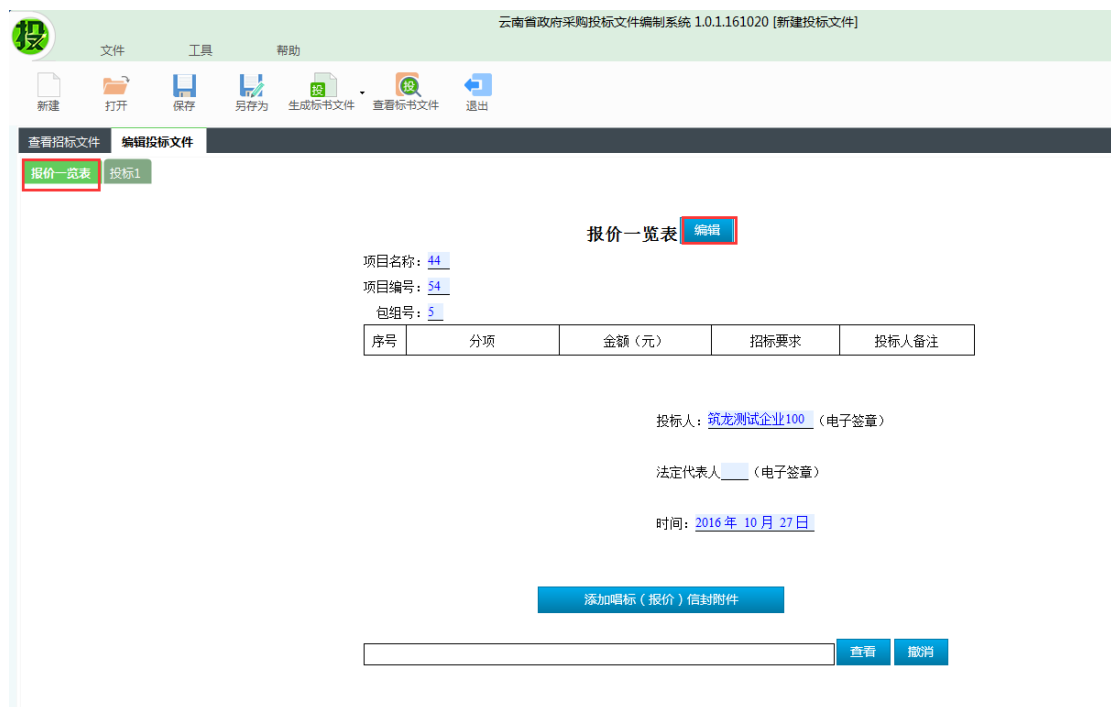 云南省政府采购投标文件编制系统 1.0.1.161020 [新建投标文件]
投
文件 工具 帮助
投 投
新建 打开 保存 另存为 生成标书文件 查看标书文件 退出
查看招标文件 编辑投标文件
报价一览表 投标1
报价一览表 编辑
项目名称：44
项目编号：54
包组号：5
序号 分项 金额（元） 招标要求 投标人备注
投标人：筑龙测试企业100 （电子签章）
法定代表人 （电子签章）
时间：2016 年 10 月 27 日
添加唱标（报价）信封附件
查看 撤消